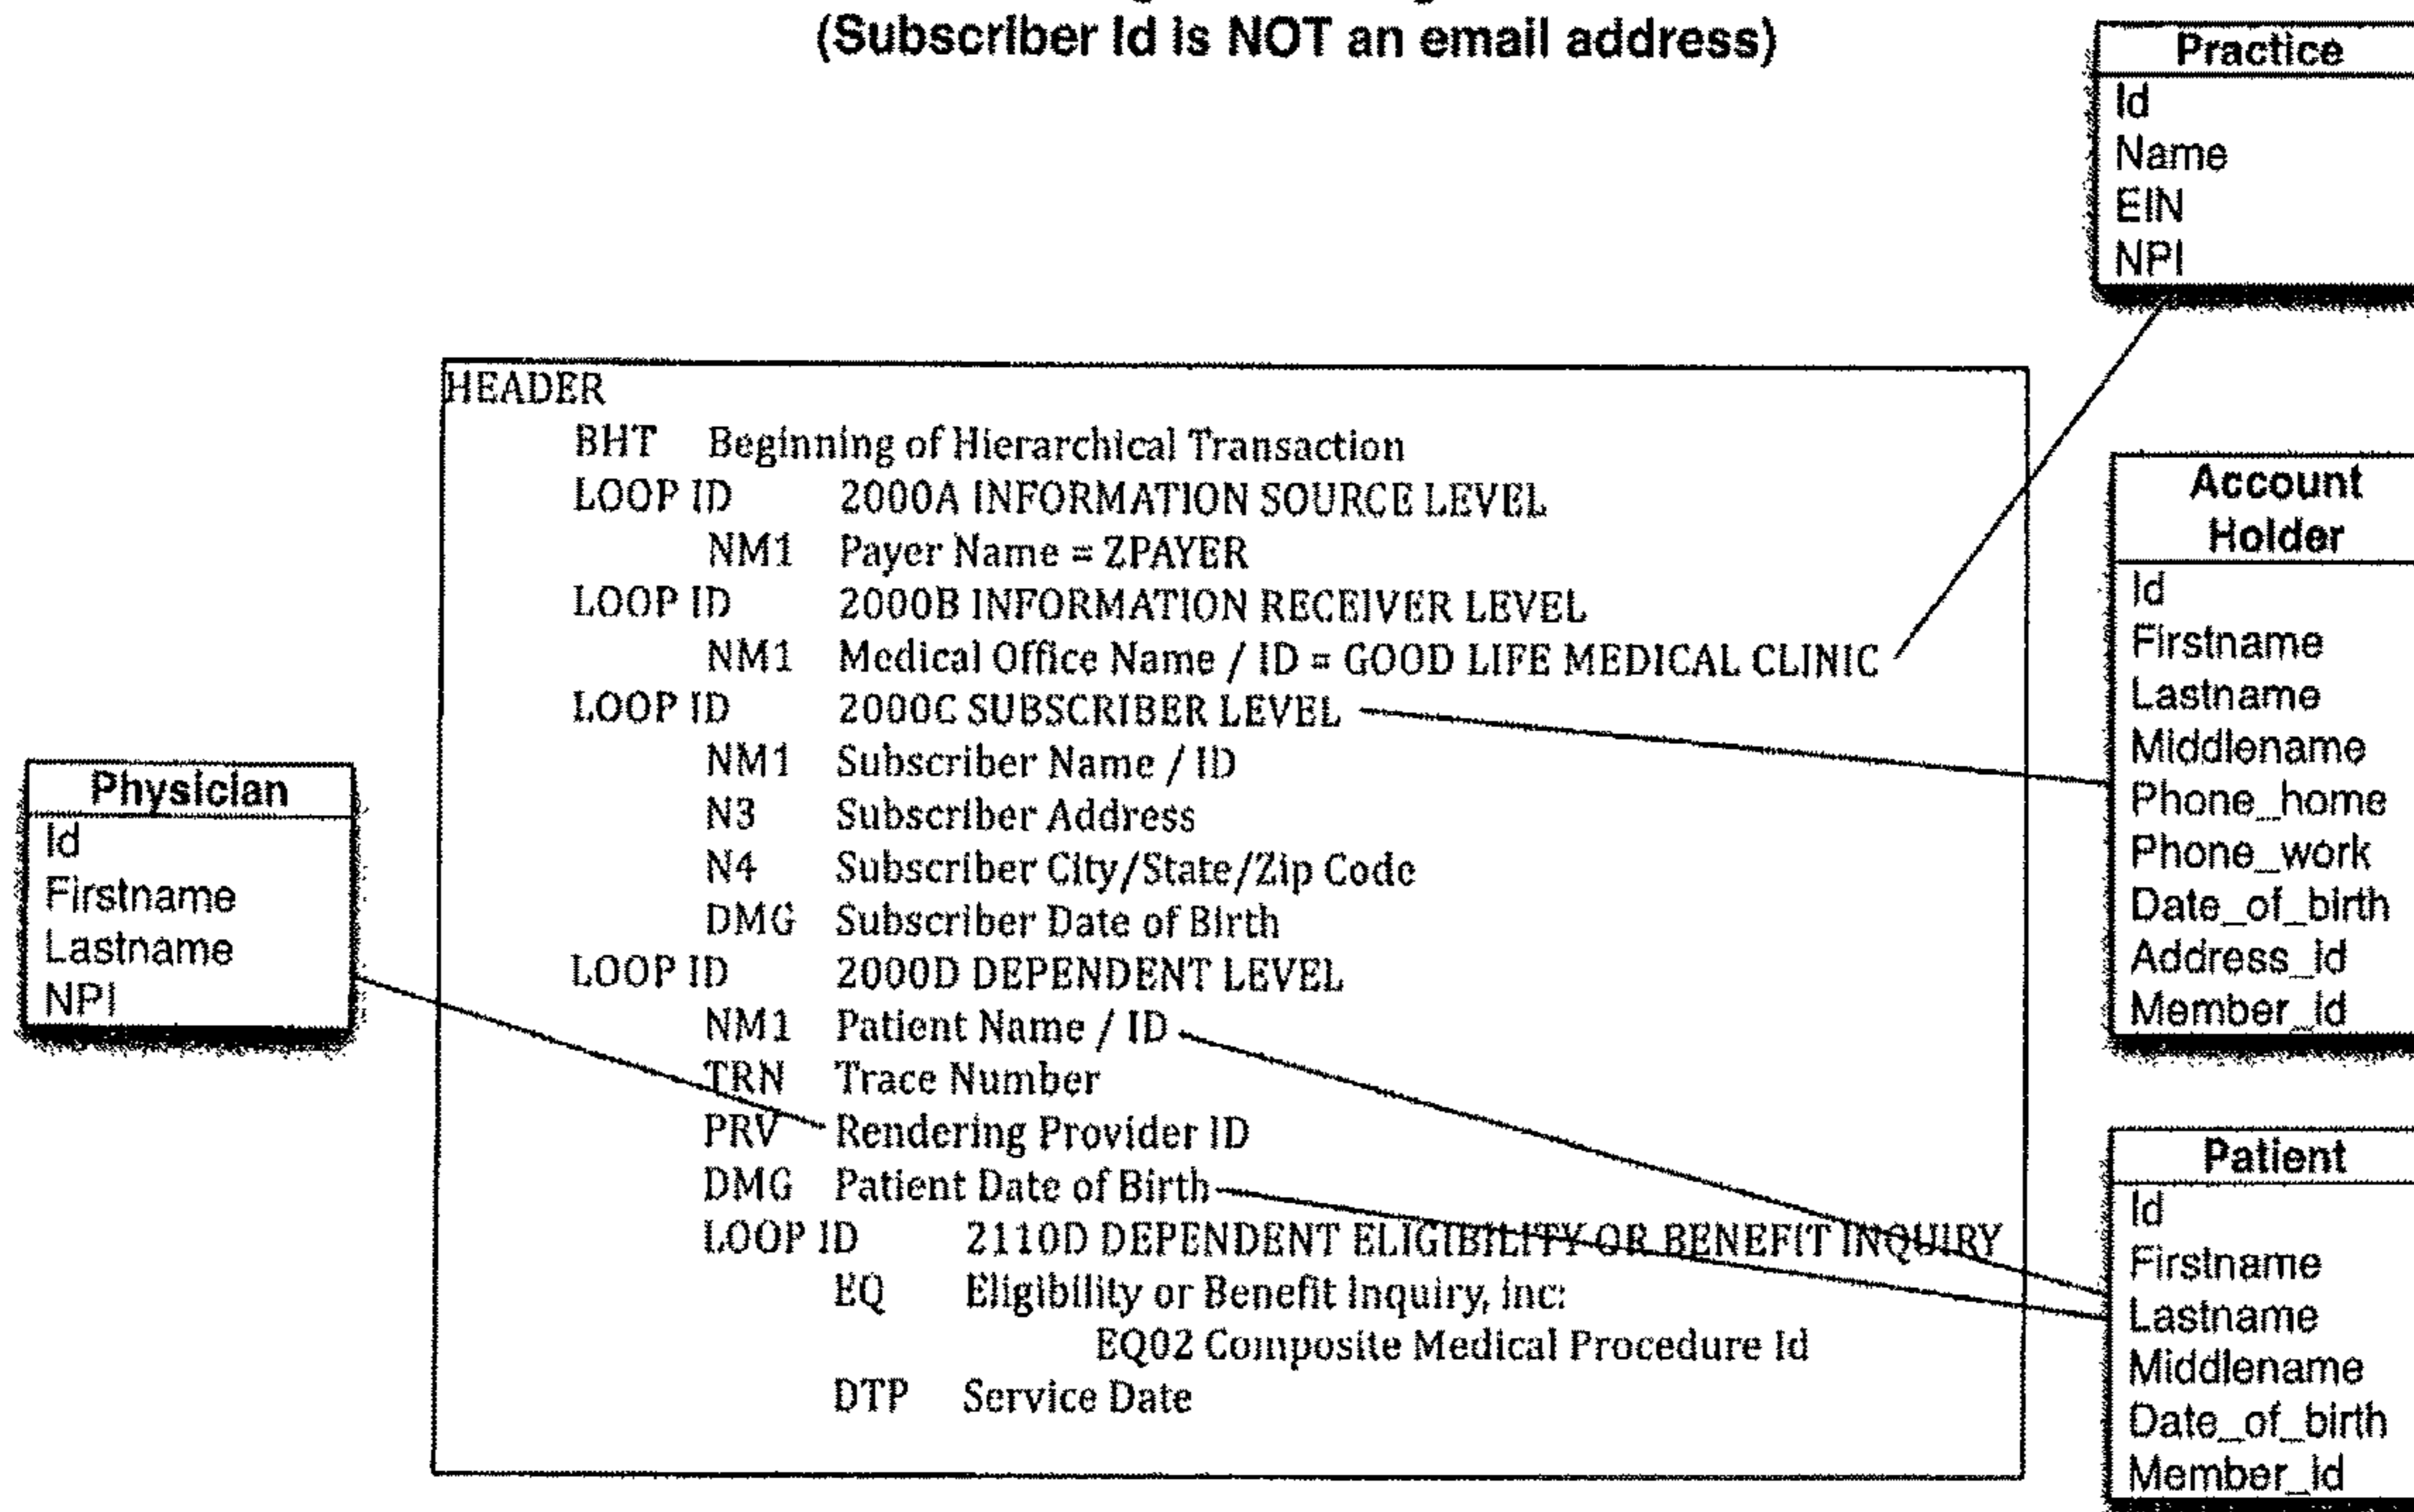 (Subscriber Id is NOT an email address)
Practice
Id
Name
EIN
NPI
HEADER
BHT Beginning of Hierarchical Transaction
LOOP ID 2000A INFORMATION SOURCE LEVEL
NM1 Payer Name = ZPAYER
LOOP ID 2000B INFORMATION RECEIVER LEVEL
NM1 Medical Office Name / ID = GOOD LIFE MEDICAL CLINIC
LOOP ID 2000C SUBSCRIBER LEVEL
NM1 Subscriber Name / ID
N3 Subscriber Address
N4 Subscriber City/State/Zip Code
DMG Subscriber Date of Birth
LOOP ID 2000D DEPENDENT LEVEL
NM1 Patient Name / ID
TRN Trace Number
PRV Rendering Provider ID
DMG Patient Date of Birth
LOOP ID 2110D DEPENDENT ELIGIBILITY OR BENEFIT INQUIRY
EQ Eligibility or Benefit Inquiry, inc:
EQ02 Composite Medical Procedure Id
DTP Service Date
Account
Holder
Id
Firstname
Lastname
Middlename
Phone_home
Phone_work
Date_of_birth
Address_id
Member_id
Physician
Id
Firstname
Lastname
NPI
Patient
Id
Firstname
Lastname
Middlename
Date_of_birth
Member_id